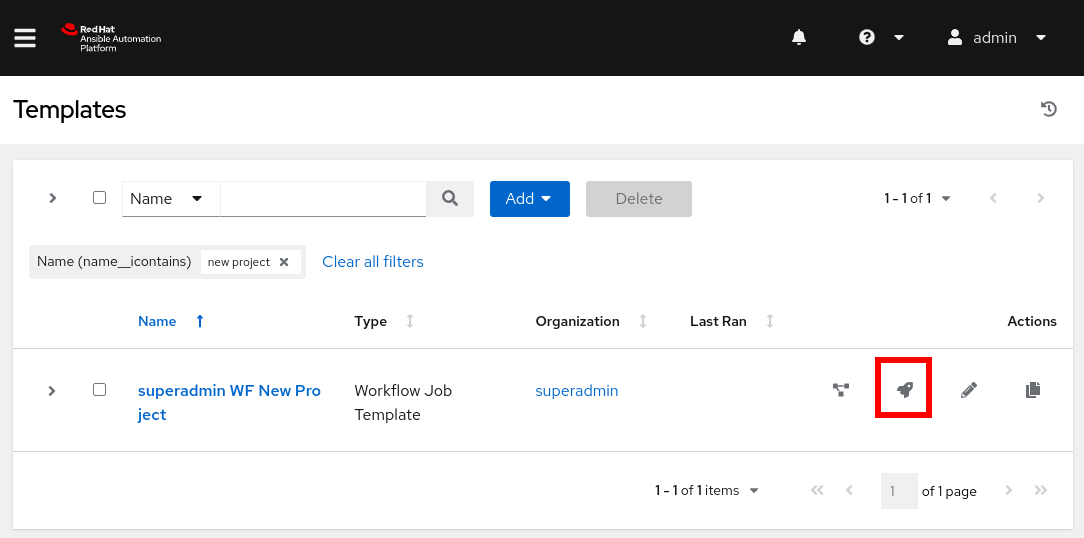 Red Hat
Ansible Automation
Platform
admin
Templates
Name
Add
Delete
1 - 1 of 1
Name (name__icontains)
new project
Clear all filters
Name
Type
Organization
Last Ran
Actions
superadmin WF New Pro
ject
Workflow Job
Template
superadmin
1 - 1 of 1 items
1
of 1 page